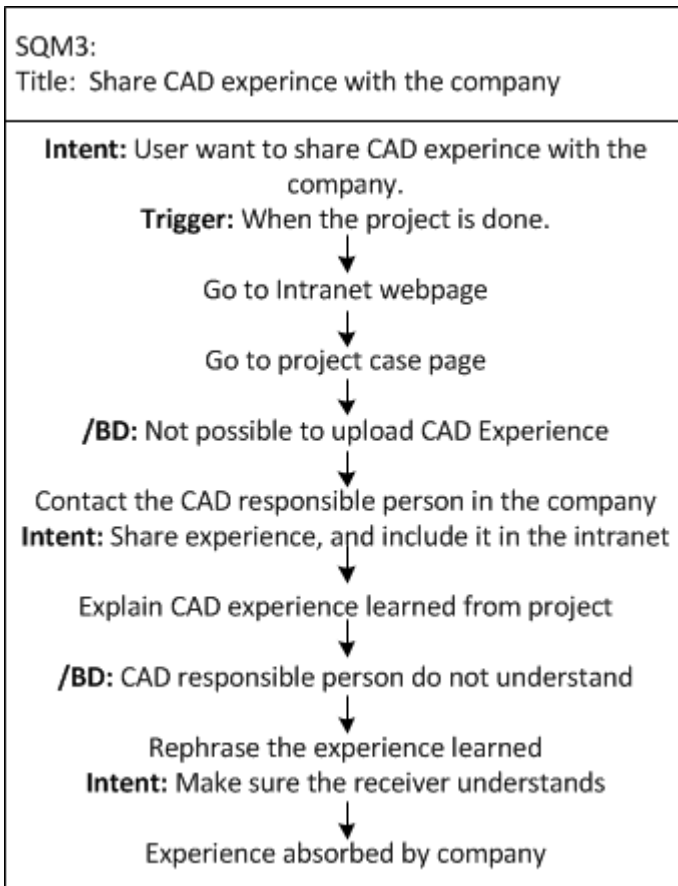 SQM3:
Title: Share CAD experince with the company
Intent: User want to share CAD experince with the
company.
Trigger: When the project is done.
Go to Intranet webpage
Go to project case page
/BD: Not possible to upload CAD Experience
Contact the CAD responsible person in the company
Intent: Share experience, and include it in the intranet
Explain CAD experience learned from project
/BD: CAD responsible person do not understand
Rephrase the experience learned
Intent: Make sure the receiver understands
Experience absorbed by company